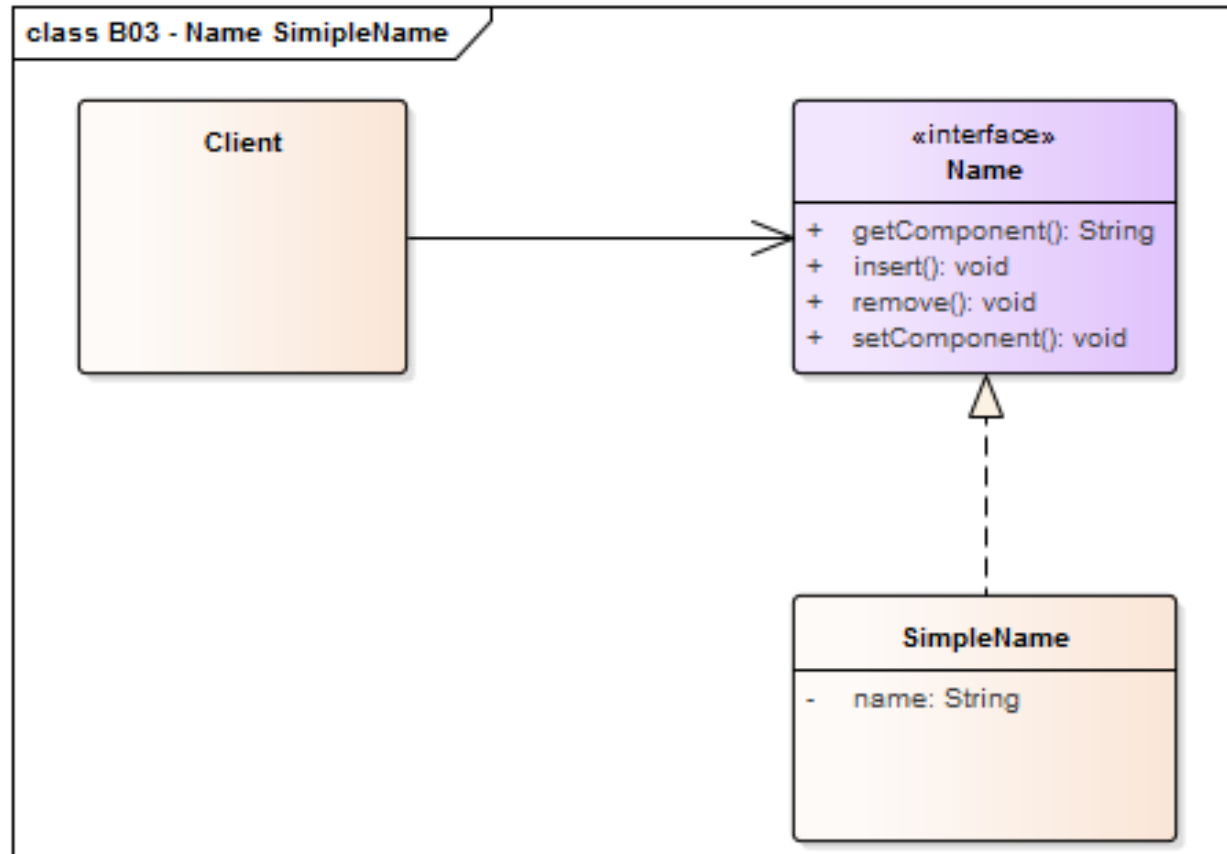 class B03 - Name SimipleName
Client
«interface»
Name
+ getComponent(): String
+ insert(): void
+ remove(): void
+ setComponent(): void
SimpleName
- name: String